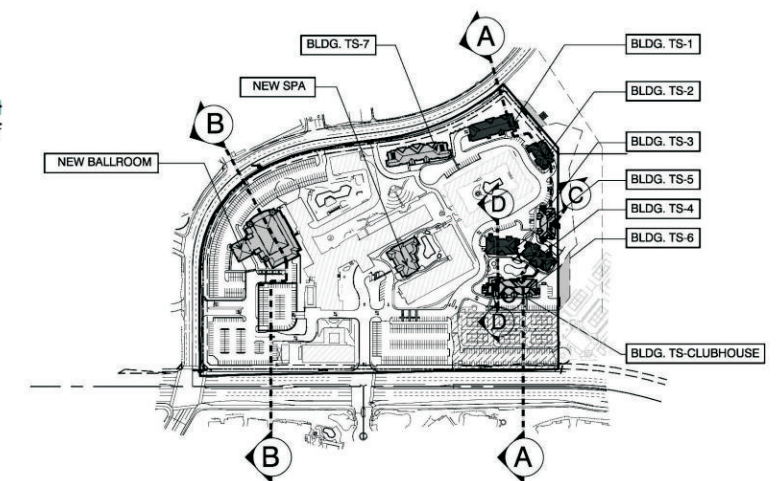 A
BLDG. TS-7
BLDG. TS-1
NEW SPA
BLDG. TS-2
B
BLDG. TS-3
NEW BALLROOM
BLDG. TS-5
C
D
BLDG. TS-4
BLDG. TS-6
D
BLDG. TS-CLUBHOUSE
B
A